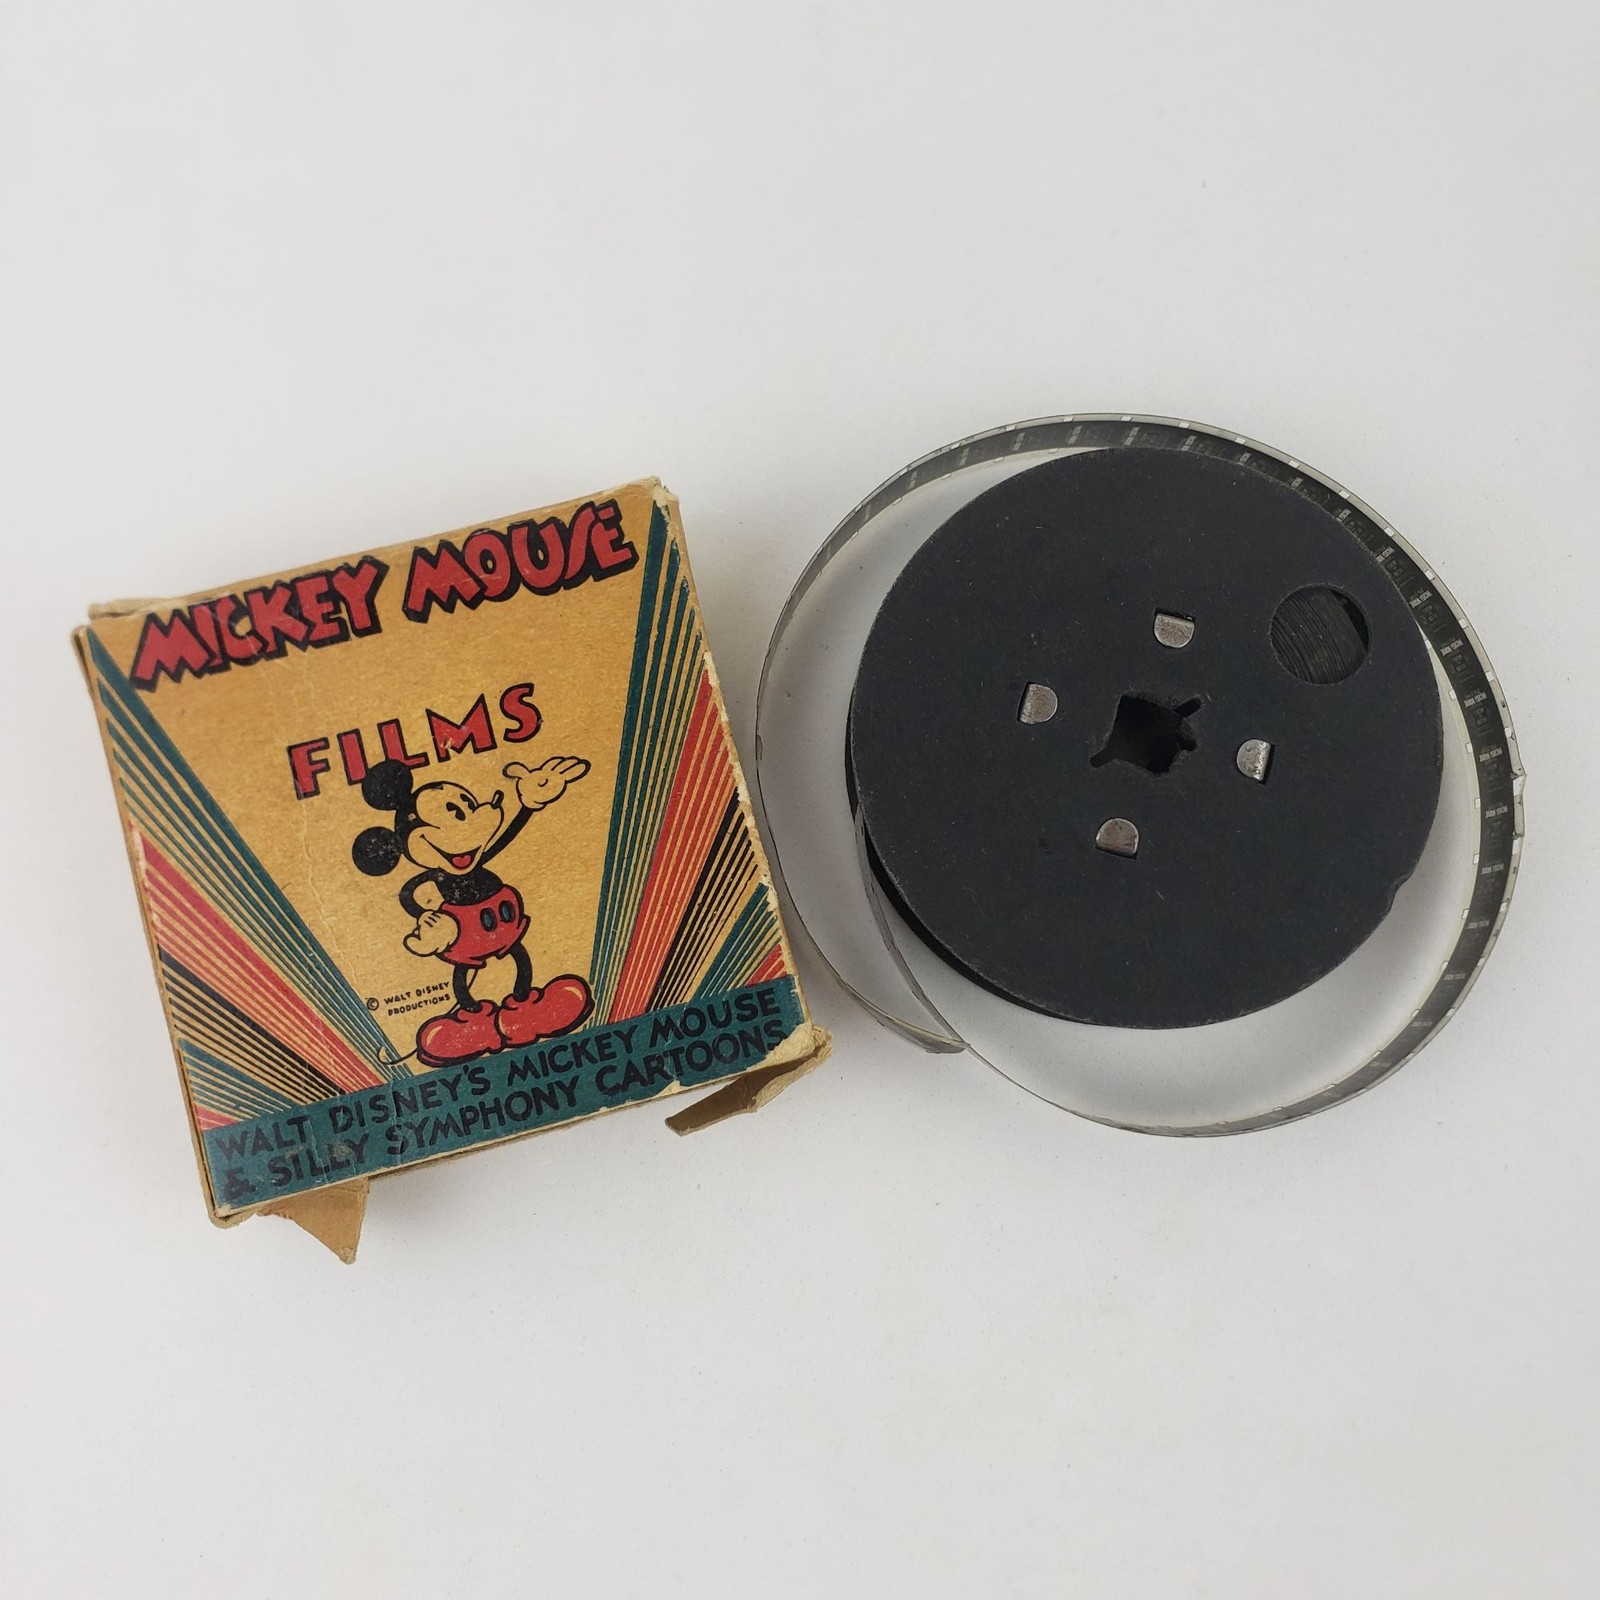 MICKEY MOUSE
FILMS
© WALT DISNEY
PRODUCTIONS
WALT DISNEY'S MICKEY MOUSE
& SILLY SYMPHONY CARTOONS